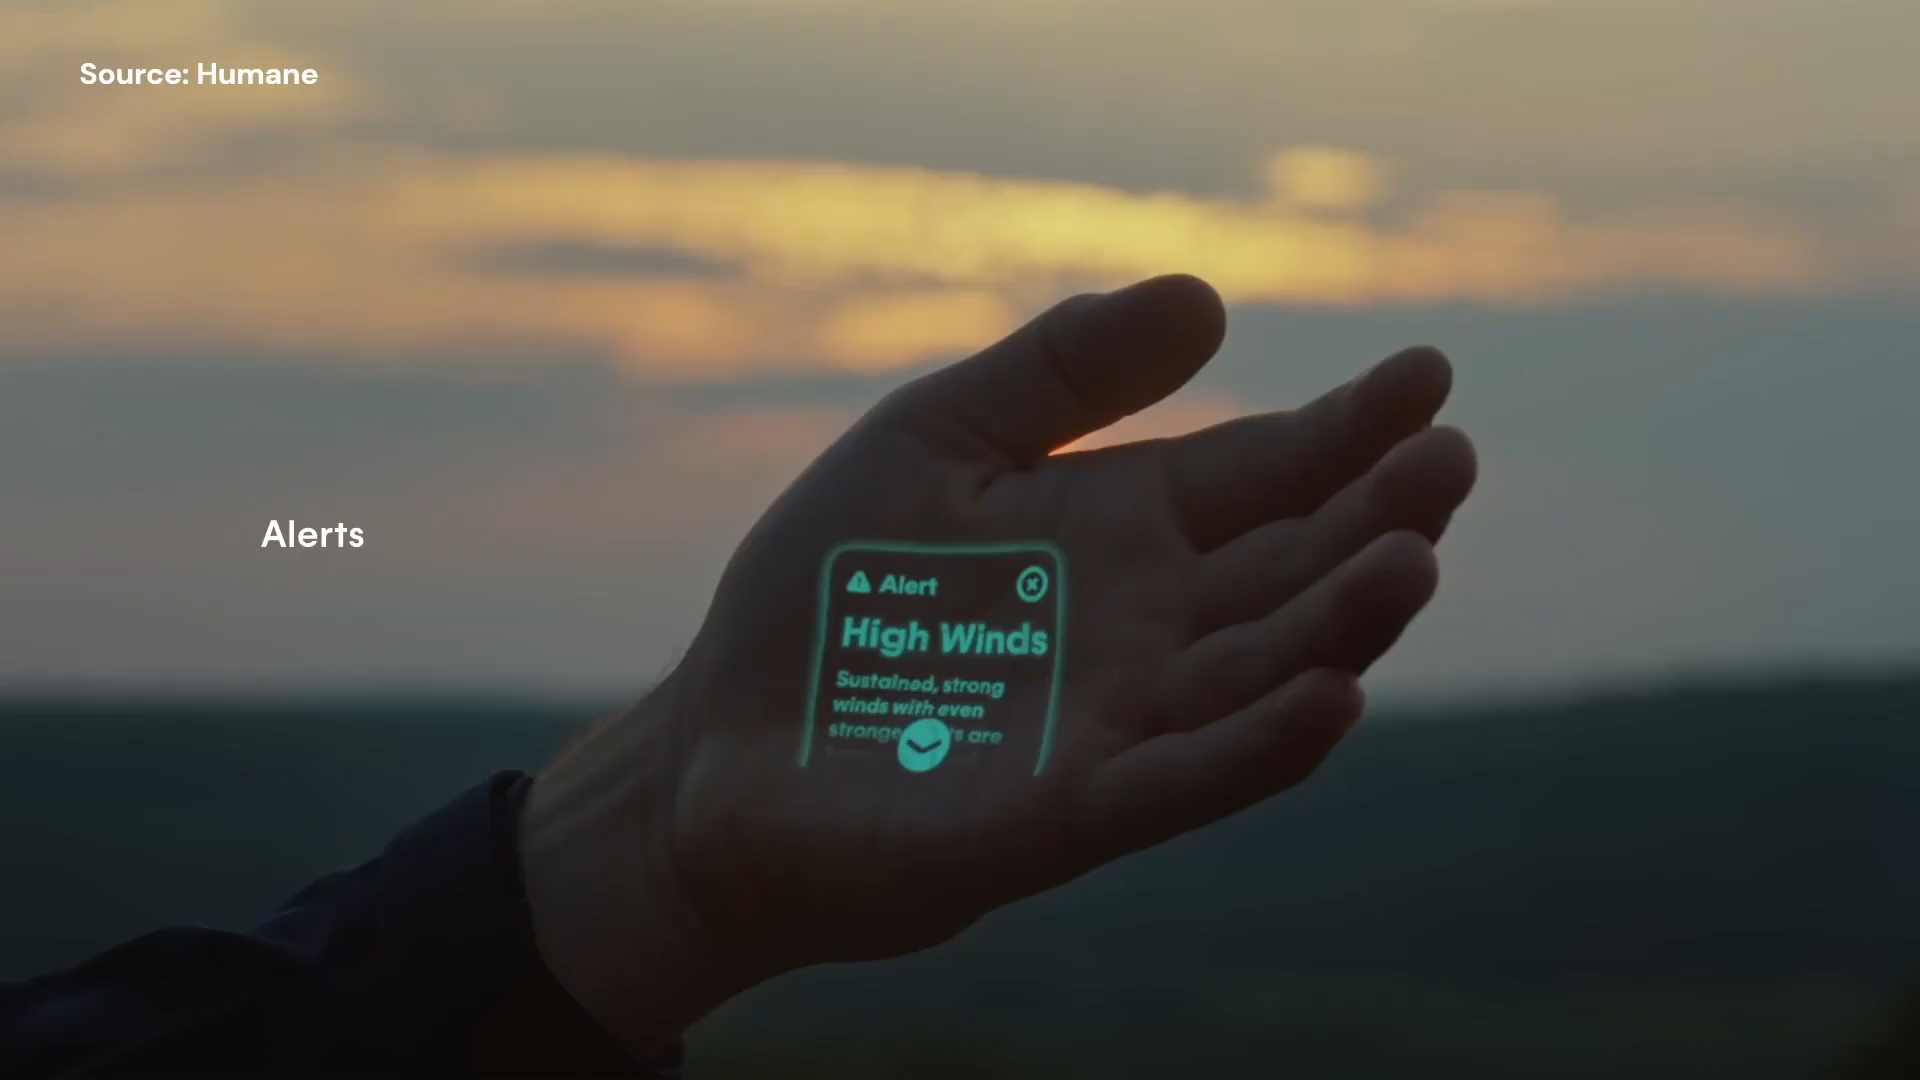 Source: Humane
Alerts
Alert
High Winds
Sustained, strong
winds with even
are